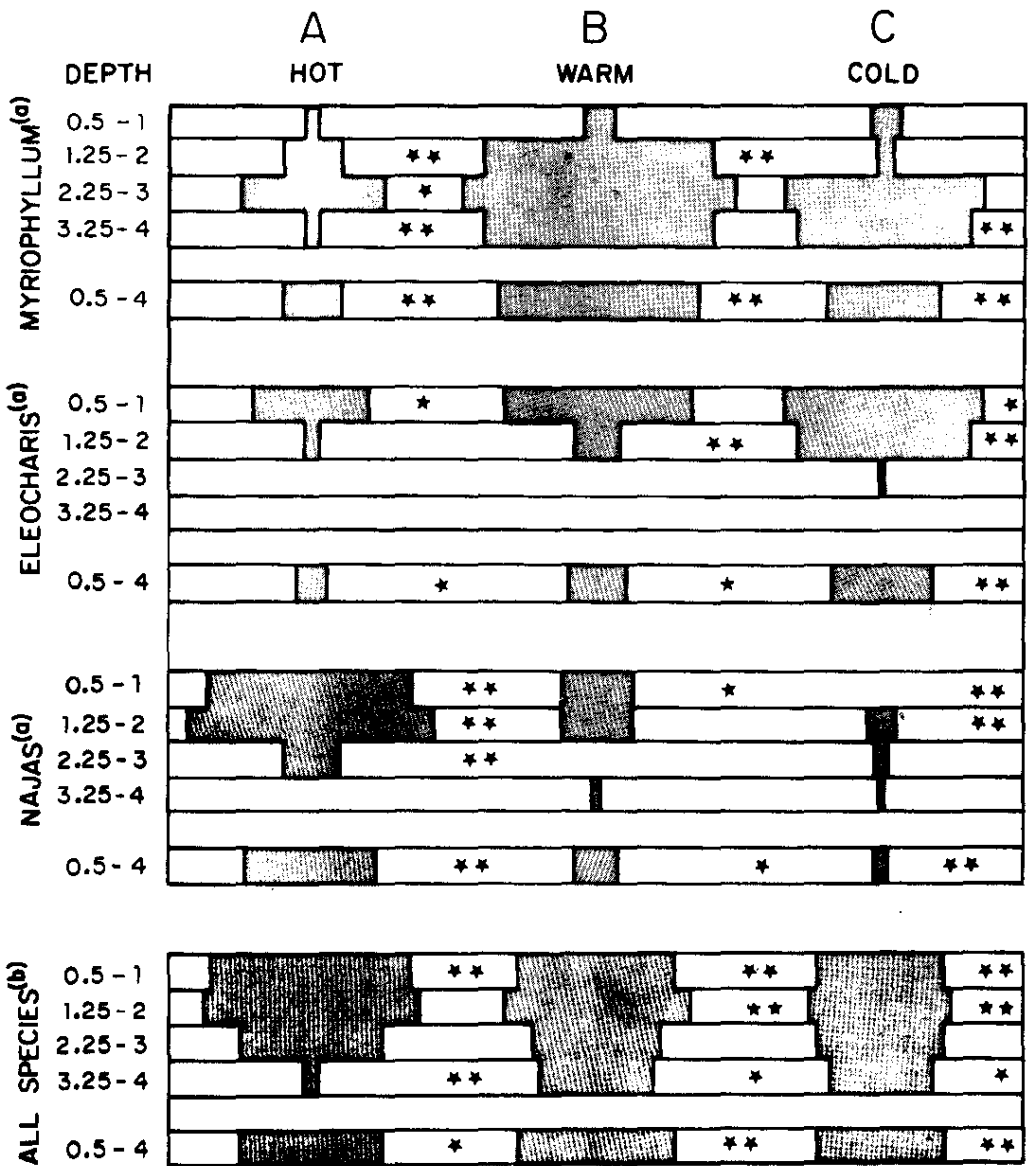 A B C
DEPTH HOT WARM COLD
MYRIOPHYLLUM(a)
0.5 - 1
1.25 - 2 ★★ ★★
2.25 - 3 ★
3.25 - 4 ★★ ★★
0.5 - 4 ★★ ★★ ★★
ELEOCHARIS(a)
0.5 - 1 ★ ★
1.25 - 2 ★★ ★★
2.25 - 3
3.25 - 4
0.5 - 4 ★ ★ ★★
NAJAS(a)
0.5 - 1 ★★ ★ ★★
1.25 - 2 ★★ ★★
2.25 - 3 ★★
3.25 - 4
0.5 - 4 ★★ ★ ★★
ALL SPECIES(b)
0.5 - 1 ★★ ★★ ★★
1.25 - 2 ★★ ★★
2.25 - 3
3.25 - 4 ★★ ★ ★
0.5 - 4 ★ ★★ ★★